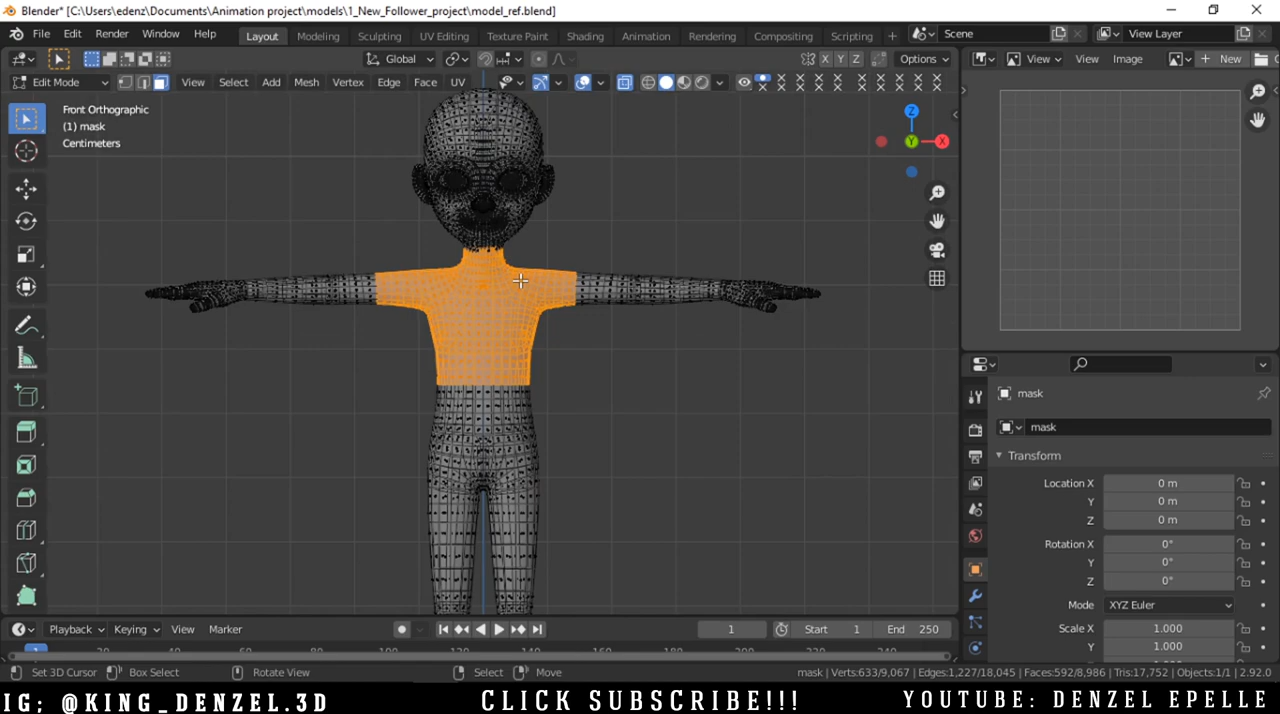 Blender* [C:\Users\edenz\Documents\Animation project\models\1_New_Follower_project\model_ref.blend]
File Edit Render Window Help Layout Modeling Sculpting UV Editing Texture Paint Shading Animation Rendering Compositing Scripting + Scene View Layer
Global X Y Z Options View View Image + New
Edit Mode View Select Add Mesh Vertex Edge Face UV
Front Orthographic
(1) mask
Centimeters
Z
Y X
mask
mask
Transform
Location X 0 m
Y 0 m
Z 0 m
Rotation X 0°
Y 0°
Z 0°
Mode XYZ Euler
Scale X 1.000
Y 1.000
Playback Keying View Marker 1 Start 1 End 250
Set 3D Cursor Box Select Rotate View Select Move mask | Verts:633/9,067 | Edges:1,227/18,045 | Faces:592/8,986 | Tris:17,752 | Objects:1/1 | 2.92.0
IG; @KING_DENZEL.3D CLICK SUBSCRIBE!!! YOUTUBE: DENZEL EPELLE